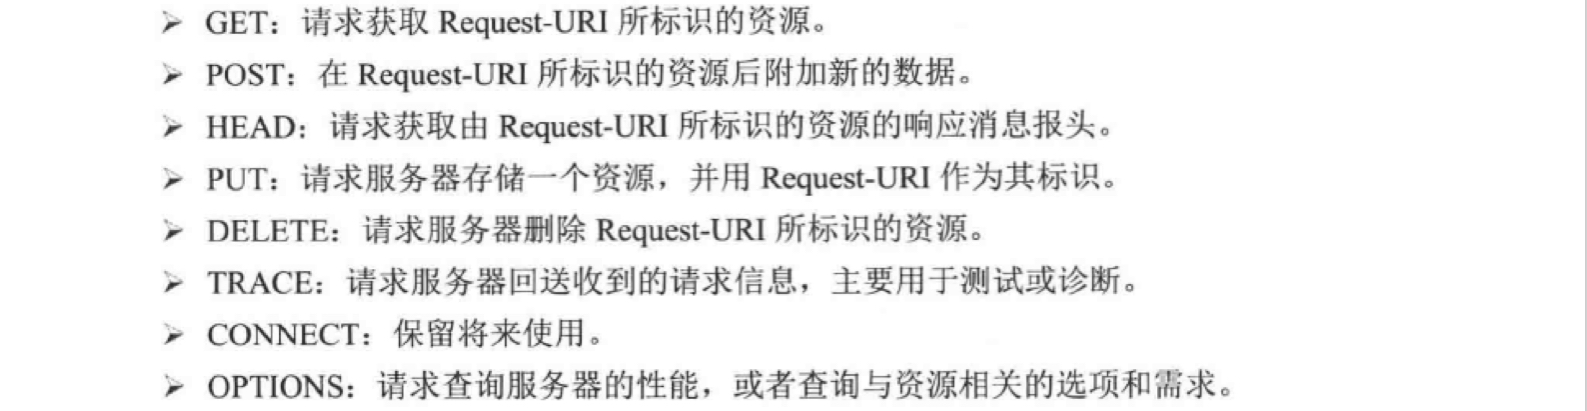 ➢ GET：请求获取 Request-URI 所标识的资源。
➢ POST：在 Request-URI 所标识的资源后附加新的数据。
➢ HEAD：请求获取由 Request-URI 所标识的资源的响应消息报头。
➢ PUT：请求服务器存储一个资源，并用 Request-URI 作为其标识。
➢ DELETE：请求服务器删除 Request-URI 所标识的资源。
➢ TRACE：请求服务器回送收到的请求信息，主要用于测试或诊断。
➢ CONNECT：保留将来使用。
➢ OPTIONS：请求查询服务器的性能，或者查询与资源相关的选项和需求。